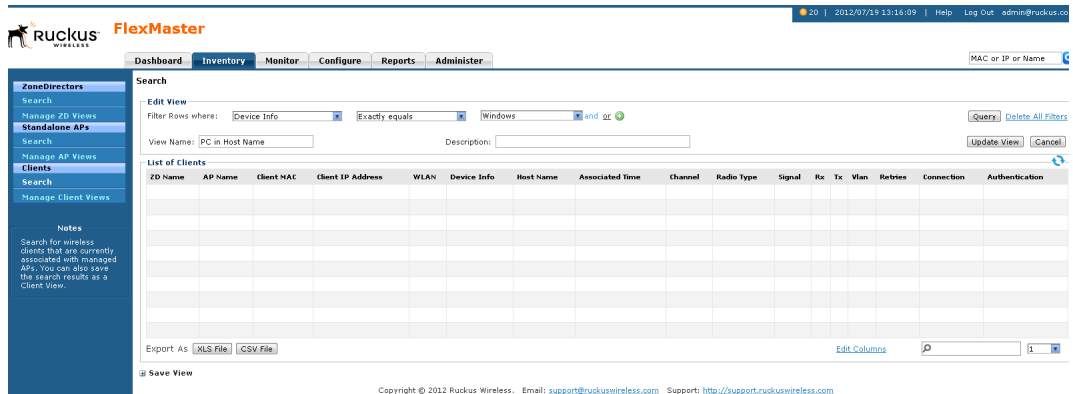 20 | 2012/07/19 13:16:09 | Help Log Out admin@ruckus.co
Ruckus WIRELESS
FlexMaster
Dashboard Inventory Monitor Configure Reports Administer
MAC or IP or Name
ZoneDirectors
Search
Manage ZD Views
Standalone APs
Search
Manage AP Views
Clients
Search
Manage Client Views
Notes
Search for wireless
clients that are currently
associated with managed
APs. You can also save
the search results as a
Client View.
Search
Edit View
Filter Rows where: Device Info Exactly equals Windows and or Query Delete All Filters
View Name: PC in Host Name Description: Update View Cancel
List of Clients
ZD Name AP Name Client MAC Client IP Address WLAN Device Info Host Name Associated Time Channel Radio Type Signal Rx Tx Vlan Retries Connection Authentication
Export As XLS File CSV File Edit Columns 1
Save View
Copyright © 2012 Ruckus Wireless. Email: support@ruckuswireless.com Support: http://support.ruckuswireless.com